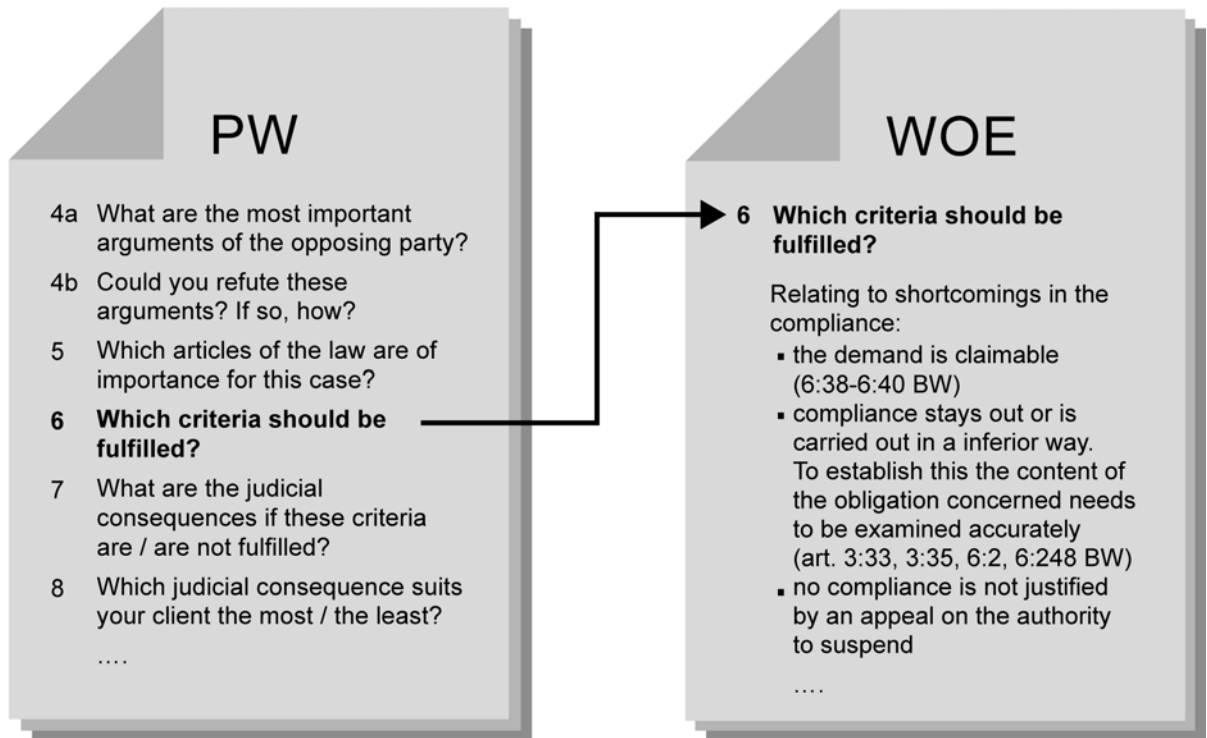 PW
4a What are the most important
arguments of the opposing party?
4b Could you refute these
arguments? If so, how?
5 Which articles of the law are of
importance for this case?
6 Which criteria should be
fulfilled?
7 What are the judicial
consequences if these criteria
are / are not fulfilled?
8 Which judicial consequence suits
your client the most / the least?
....
WOE
6 Which criteria should be
fulfilled?
Relating to shortcomings in the
compliance:
▪ the demand is claimable
(6:38-6:40 BW)
▪ compliance stays out or is
carried out in a inferior way.
To establish this the content of
the obligation concerned needs
to be examined accurately
(art. 3:33, 3:35, 6:2, 6:248 BW)
▪ no compliance is not justified
by an appeal on the authority
to suspend
....